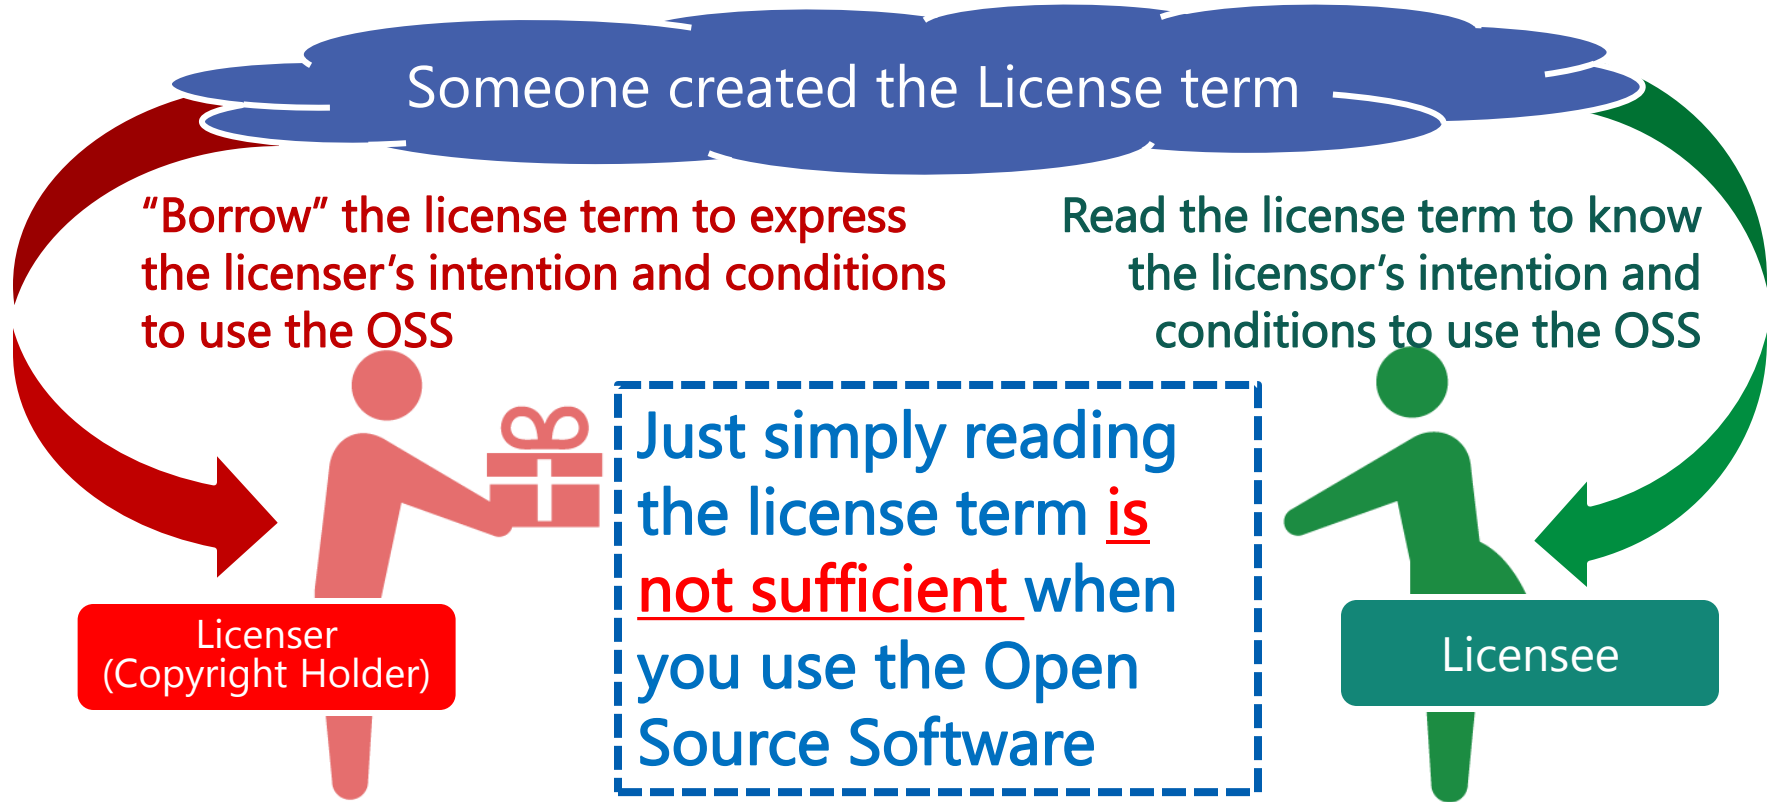 Someone created the License term
“Borrow” the license term to express
the licenser’s intention and conditions
to use the OSS
Read the license term to know
the licensor’s intention and
conditions to use the OSS
Just simply reading
the license term is
not sufficient when
you use the Open
Source Software
Licenser
(Copyright Holder)
Licensee